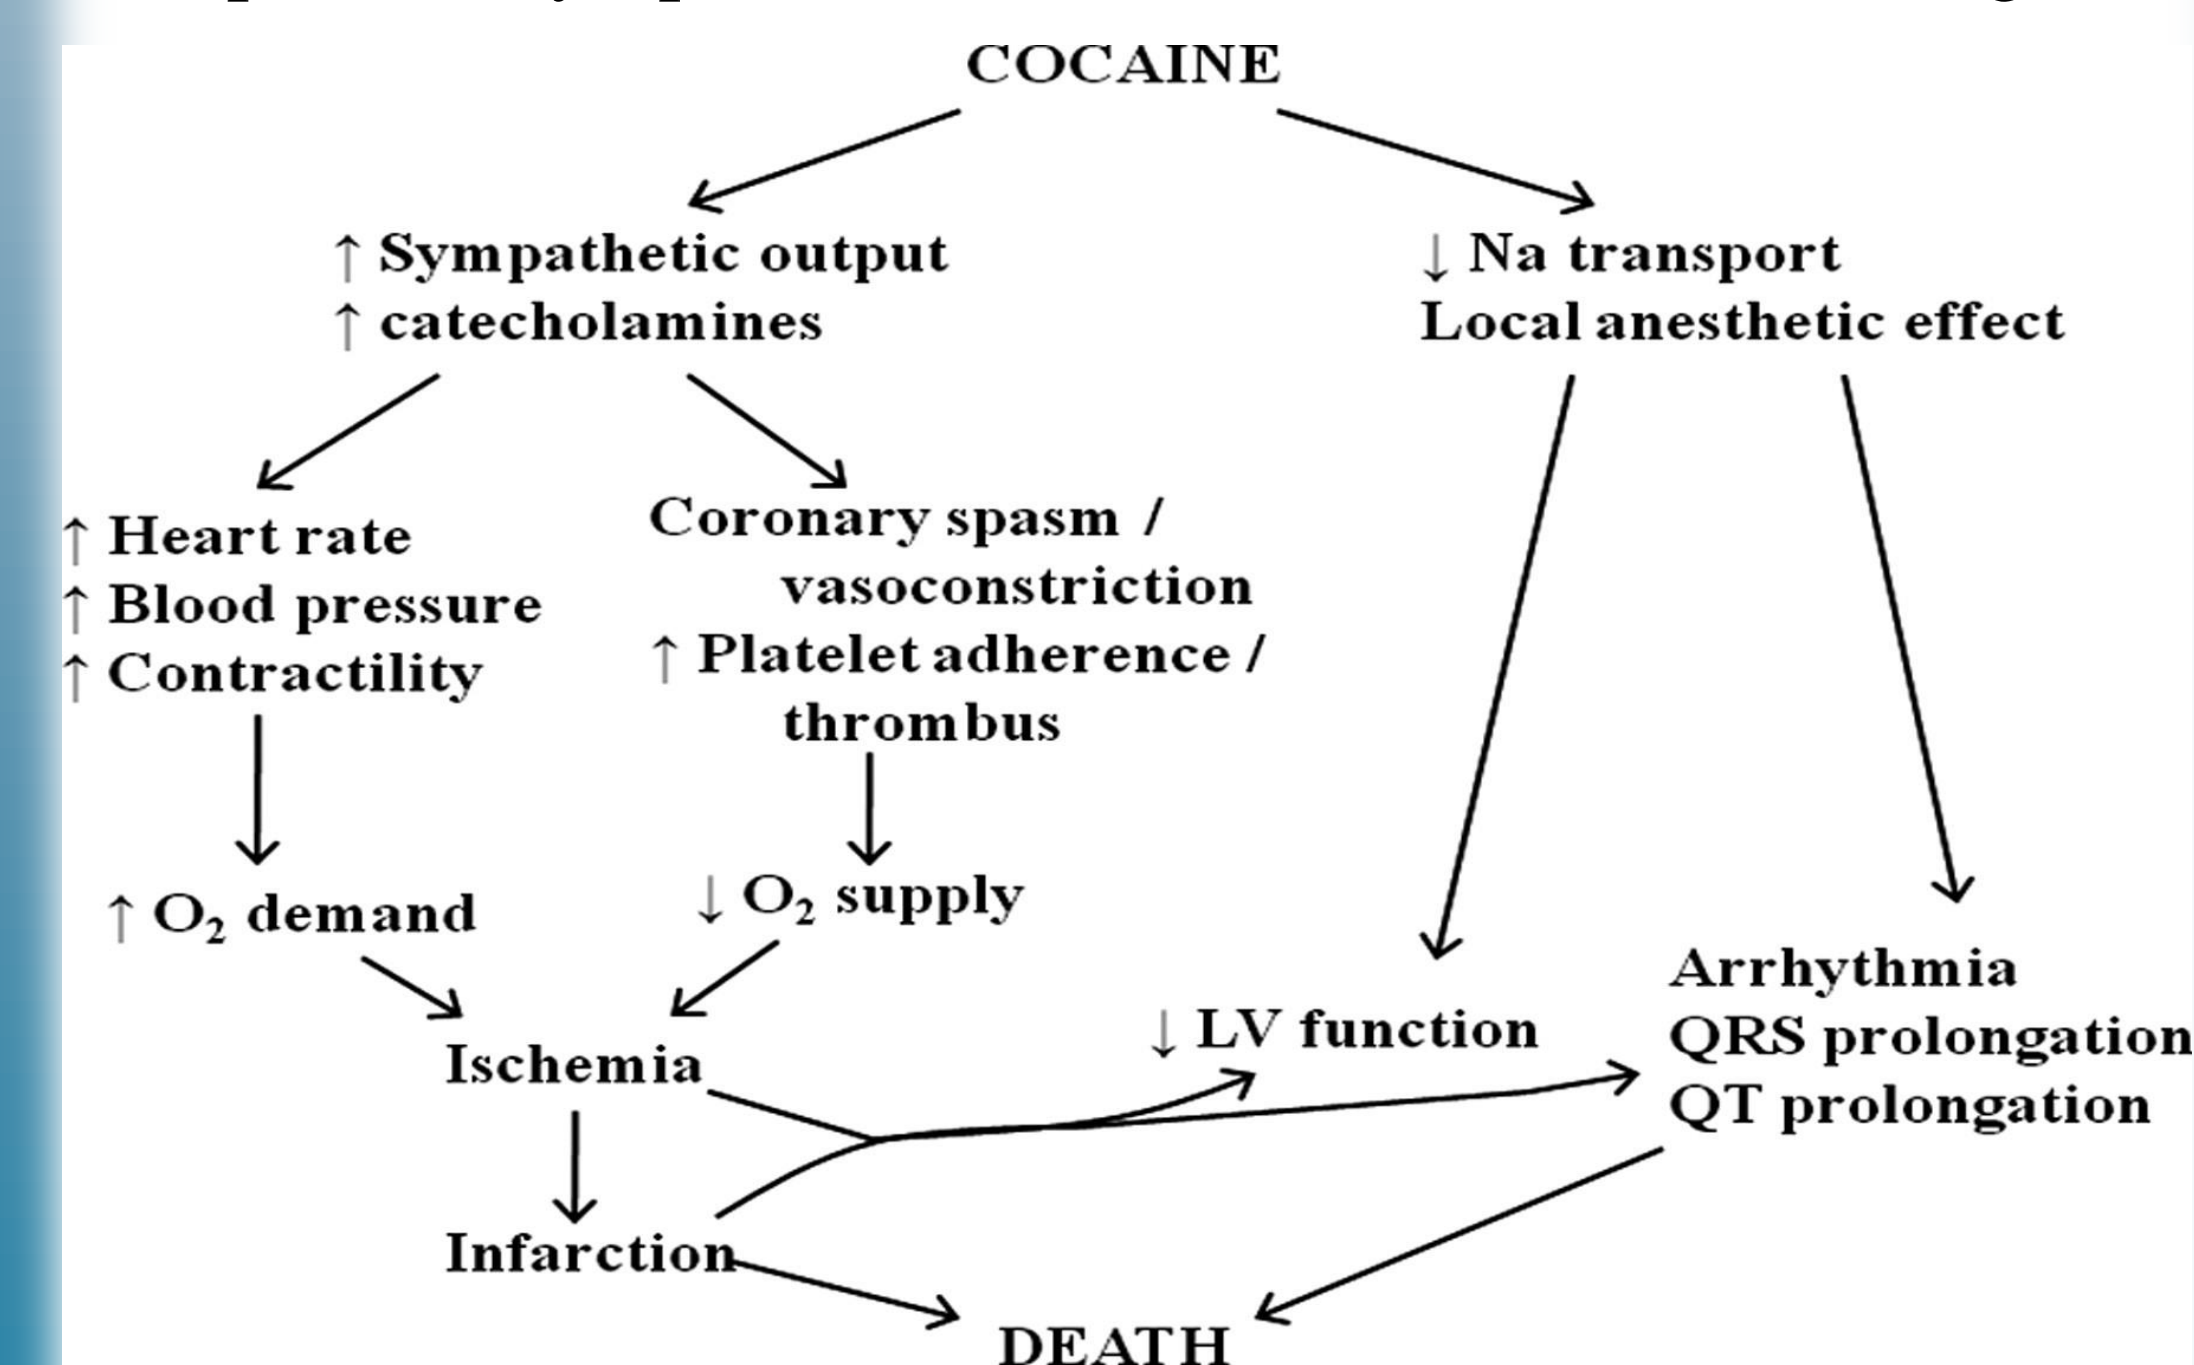 COCAINE
↑ Sympathetic output
↑ catecholamines
↓ Na transport
Local anesthetic effect
↑ Heart rate
↑ Blood pressure
↑ Contractility
Coronary spasm /
vasoconstriction
↑ Platelet adherence /
thrombus
↑ O₂ demand
↓ O₂ supply
Ischemia
↓ LV function
Arrhythmia
QRS prolongation
QT prolongation
Infarction
DEATH